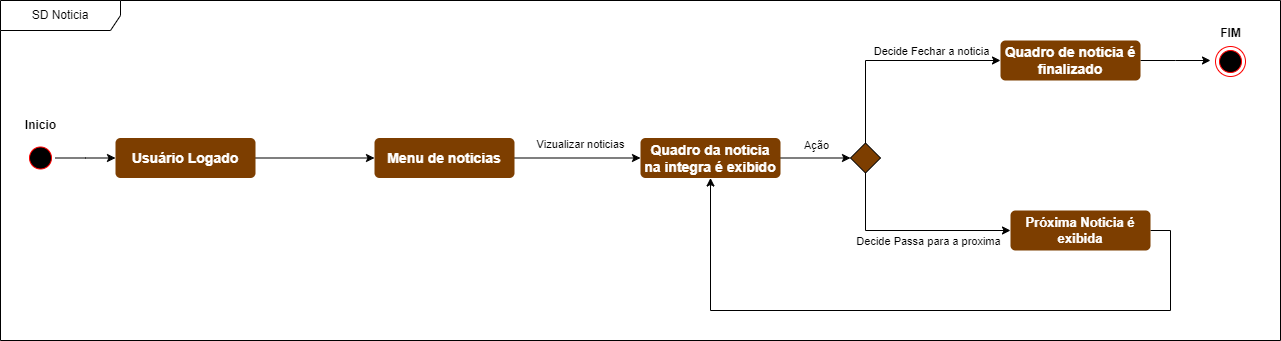 SD Noticia
FIM
Decide Fechar a noticia
Quadro de noticia é
finalizado
Inicio
Usuário Logado
Menu de noticias
Vizualizar noticias
Quadro da noticia
na integra é exibido
Ação
Decide Passa para a proxima
Próxima Noticia é
exibida